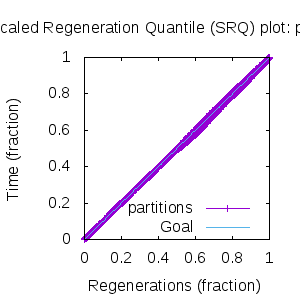 caled Regeneration Quantile (SRQ) plot: p
1
0.8
0.6
0.4
0.2
0
Time (fraction)
partitions
Goal
0 0.2 0.4 0.6 0.8 1
Regenerations (fraction)